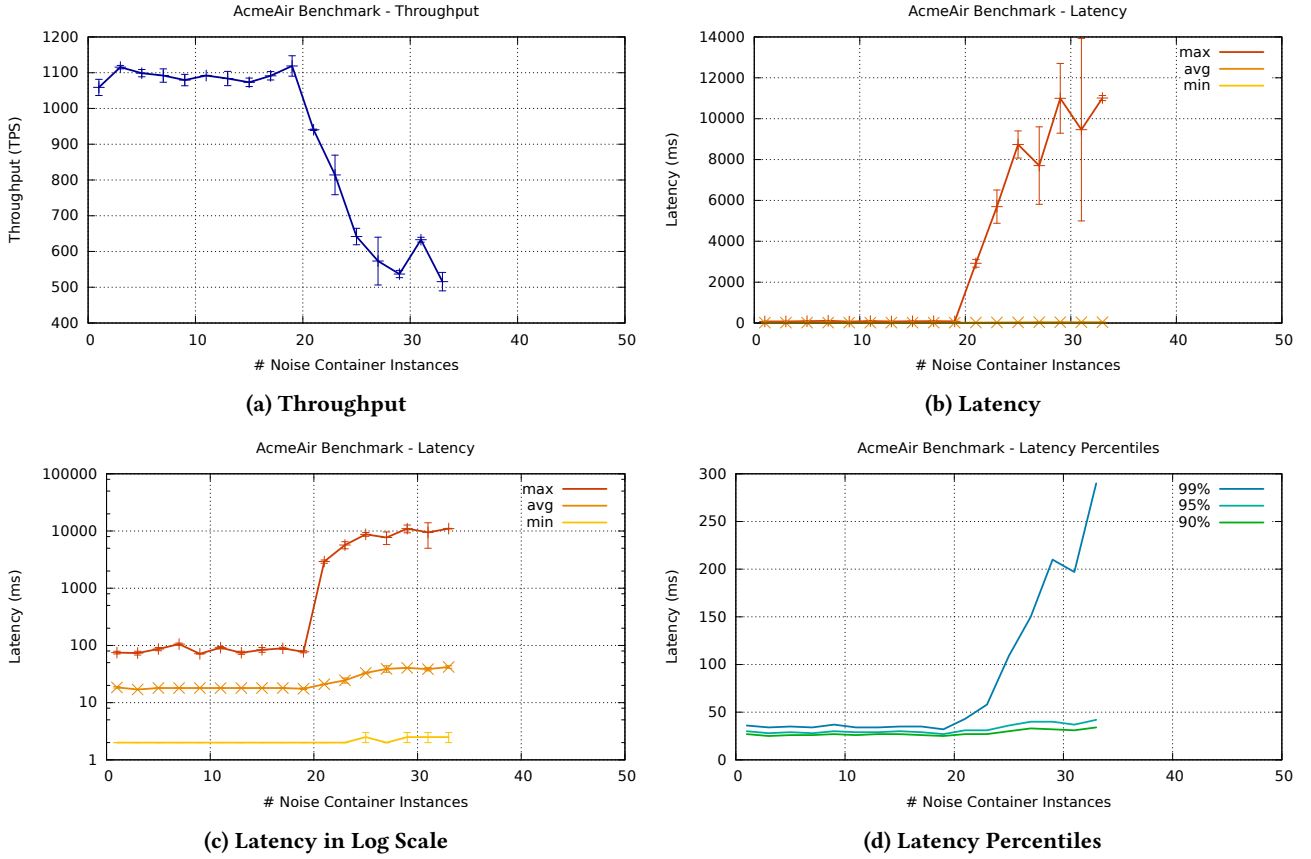 AcmeAir Benchmark - Throughput
1200
1100
1000
900
800
700
600
500
400
Throughput (TPS)
0 10 20 30 40 50
# Noise Container Instances
(a) Throughput
AcmeAir Benchmark - Latency
14000
12000
10000
8000
6000
4000
2000
0
Latency (ms)
max
avg
min
0 10 20 30 40 50
# Noise Container Instances
(b) Latency
AcmeAir Benchmark - Latency
100000
10000
1000
100
10
1
Latency (ms)
max
avg
min
0 10 20 30 40 50
# Noise Container Instances
(c) Latency in Log Scale
AcmeAir Benchmark - Latency Percentiles
300
250
200
150
100
50
0
Latency (ms)
99%
95%
90%
0 10 20 30 40 50
# Noise Container Instances
(d) Latency Percentiles